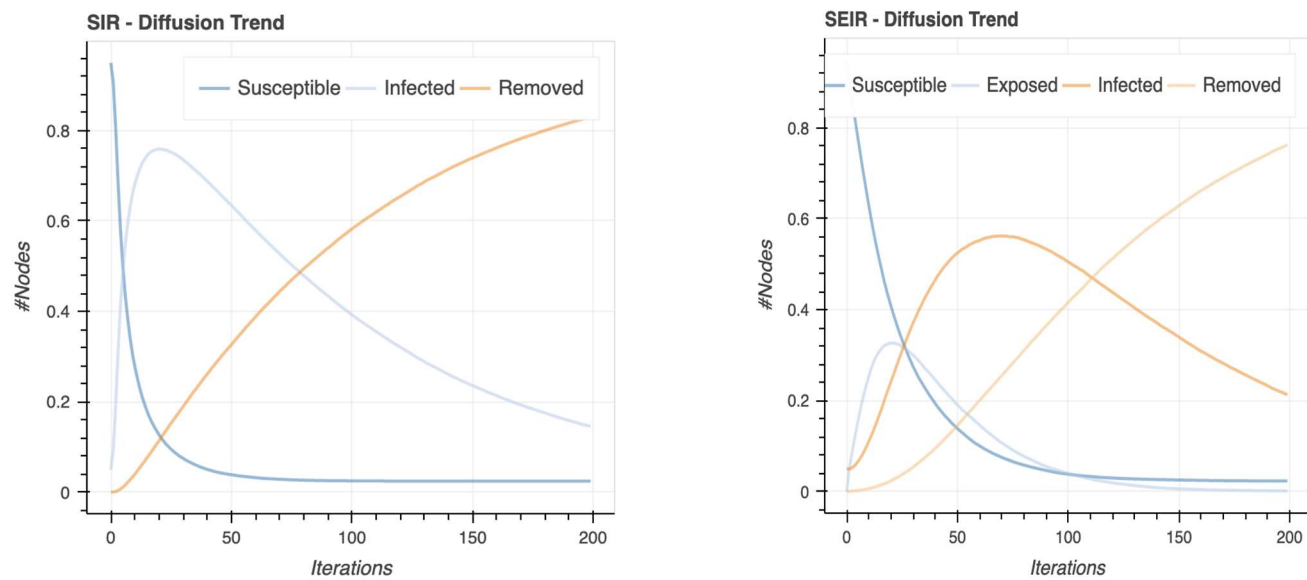 SIR - Diffusion Trend
Susceptible Infected Removed
#Nodes
0.8
0.6
0.4
0.2
0
0 50 100 150 200
Iterations
SEIR - Diffusion Trend
Susceptible Exposed Infected Removed
#Nodes
0.8
0.6
0.4
0.2
0
0 50 100 150 200
Iterations